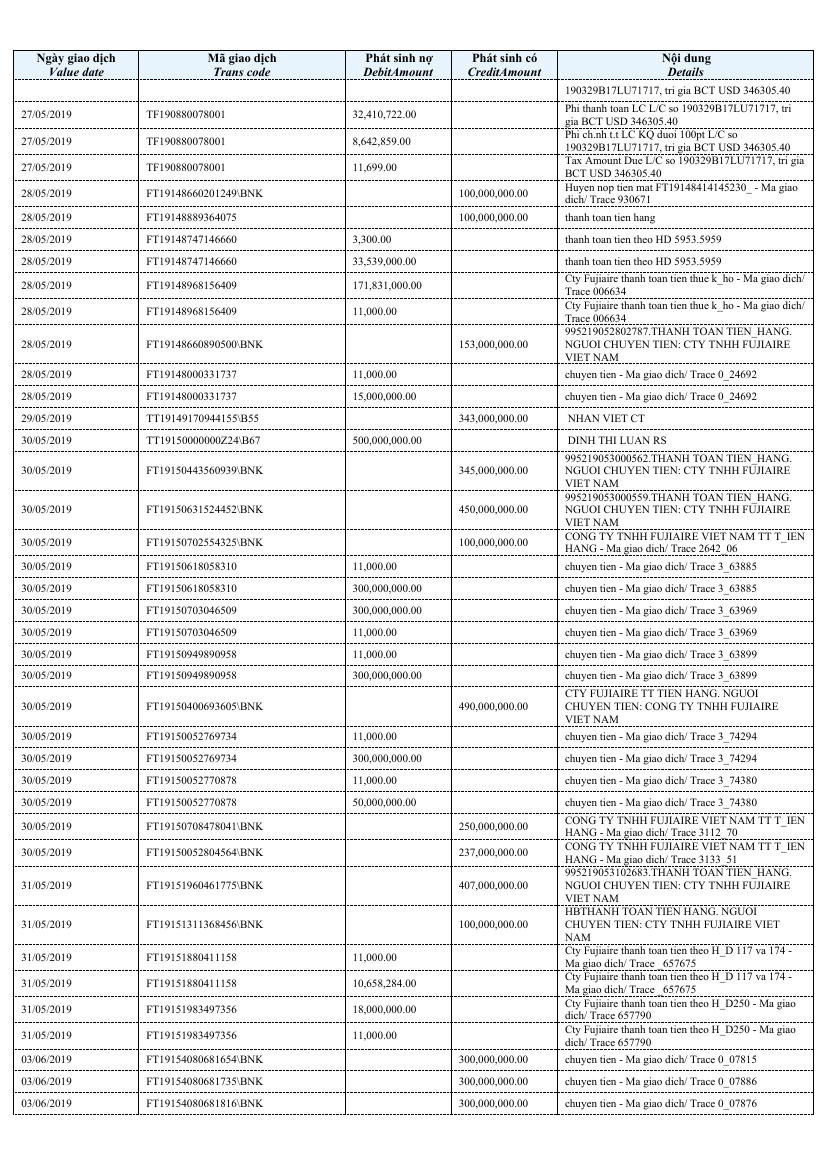 Ngày giao dịch Mã giao dịch Phát sinh nợ Phát sinh có Nội dung
Value date Trans code DebitAmount CreditAmount Details
190329B17LU71717, tri gia BCT USD 346305.40
27/05/2019 TF190880078001 32,410,722.00 Phi thanh toan LC L/C so 190329B17LU71717, tri
gia BCT USD 346305.40
27/05/2019 TF190880078001 8,642,859.00 Phi ch.nh t.t LC KQ duoi 100pt L/C so
190329B17LU71717, tri gia BCT USD 346305.40
27/05/2019 TF190880078001 11,699.00 Tax Amount Due L/C so 190329B17LU71717, tri gia
BCT USD 346305.40
28/05/2019 FT19148660201249\BNK 100,000,000.00 Huyen nop tien mat FT19148414145230_ - Ma giao
dich/ Trace 930671
28/05/2019 FT19148889364075 100,000,000.00 thanh toan tien hang
28/05/2019 FT19148747146660 3,300.00 thanh toan tien theo HD 5953.5959
28/05/2019 FT19148747146660 33,539,000.00 thanh toan tien theo HD 5953.5959
28/05/2019 FT19148968156409 171,831,000.00 Cty Fujiaire thanh toan tien thue k_ho - Ma giao dich/
Trace 006634
28/05/2019 FT19148968156409 11,000.00 Cty Fujiaire thanh toan tien thue k_ho - Ma giao dich/
Trace 006634
28/05/2019 FT19148660890500\BNK 153,000,000.00 995219052802787.THANH TOAN TIEN_HANG.
NGUOI CHUYEN TIEN: CTY TNHH FUJIAIRE
VIET NAM
28/05/2019 FT19148000331737 11,000.00 chuyen tien - Ma giao dich/ Trace 0_24692
28/05/2019 FT19148000331737 15,000,000.00 chuyen tien - Ma giao dich/ Trace 0_24692
29/05/2019 TT19149170944155\B55 343,000,000.00 NHAN VIET CT
30/05/2019 TT19150000000Z24\B67 500,000,000.00 DINH THI LUAN RS
30/05/2019 FT19150443560939\BNK 345,000,000.00 995219053000562.THANH TOAN TIEN_HANG.
NGUOI CHUYEN TIEN: CTY TNHH FUJIAIRE
VIET NAM
30/05/2019 FT19150631524452\BNK 450,000,000.00 995219053000559.THANH TOAN TIEN_HANG.
NGUOI CHUYEN TIEN: CTY TNHH FUJIAIRE
VIET NAM
30/05/2019 FT19150702554325\BNK 100,000,000.00 CONG TY TNHH FUJIAIRE VIET NAM TT T_IEN
HANG - Ma giao dich/ Trace 2642_06
30/05/2019 FT19150618058310 11,000.00 chuyen tien - Ma giao dich/ Trace 3_63885
30/05/2019 FT19150618058310 300,000,000.00 chuyen tien - Ma giao dich/ Trace 3_63885
30/05/2019 FT19150703046509 300,000,000.00 chuyen tien - Ma giao dich/ Trace 3_63969
30/05/2019 FT19150703046509 11,000.00 chuyen tien - Ma giao dich/ Trace 3_63969
30/05/2019 FT19150949890958 11,000.00 chuyen tien - Ma giao dich/ Trace 3_63899
30/05/2019 FT19150949890958 300,000,000.00 chuyen tien - Ma giao dich/ Trace 3_63899
30/05/2019 FT19150400693605\BNK 490,000,000.00 CTY FUJIAIRE TT TIEN HANG. NGUOI
CHUYEN TIEN: CONG TY TNHH FUJIAIRE
VIET NAM
30/05/2019 FT19150052769734 11,000.00 chuyen tien - Ma giao dich/ Trace 3_74294
30/05/2019 FT19150052769734 300,000,000.00 chuyen tien - Ma giao dich/ Trace 3_74294
30/05/2019 FT19150052770878 11,000.00 chuyen tien - Ma giao dich/ Trace 3_74380
30/05/2019 FT19150052770878 50,000,000.00 chuyen tien - Ma giao dich/ Trace 3_74380
30/05/2019 FT19150708478041\BNK 250,000,000.00 CONG TY TNHH FUJIAIRE VIET NAM TT T_IEN
HANG - Ma giao dich/ Trace 3112_70
30/05/2019 FT19150052804564\BNK 237,000,000.00 CONG TY TNHH FUJIAIRE VIET NAM TT T_IEN
HANG - Ma giao dich/ Trace 3133_51
31/05/2019 FT19151960461775\BNK 407,000,000.00 995219053102683.THANH TOAN TIEN_HANG.
NGUOI CHUYEN TIEN: CTY TNHH FUJIAIRE
VIET NAM
31/05/2019 FT19151311368456\BNK 100,000,000.00 HBTHANH TOAN TIEN HANG. NGUOI
CHUYEN TIEN: CTY TNHH FUJIAIRE VIET
NAM
31/05/2019 FT19151880411158 11,000.00 Cty Fujiaire thanh toan tien theo H_D 117 va 174 -
Ma giao dich/ Trace _657675
31/05/2019 FT19151880411158 10,658,284.00 Cty Fujiaire thanh toan tien theo H_D 117 va 174 -
Ma giao dich/ Trace _657675
31/05/2019 FT19151983497356 18,000,000.00 Cty Fujiaire thanh toan tien theo H_D250 - Ma giao
dich/ Trace 657790
31/05/2019 FT19151983497356 11,000.00 Cty Fujiaire thanh toan tien theo H_D250 - Ma giao
dich/ Trace 657790
03/06/2019 FT19154080681654\BNK 300,000,000.00 chuyen tien - Ma giao dich/ Trace 0_07815
03/06/2019 FT19154080681735\BNK 300,000,000.00 chuyen tien - Ma giao dich/ Trace 0_07886
03/06/2019 FT19154080681816\BNK 300,000,000.00 chuyen tien - Ma giao dich/ Trace 0_07876